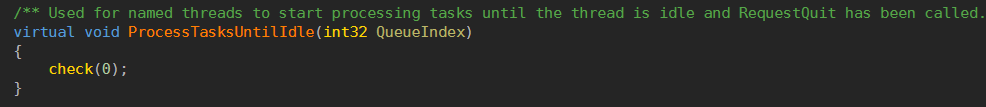 /** Used for named threads to start processing tasks until the thread is idle and RequestQuit has been called.
virtual void ProcessTasksUntilIdle(int32 QueueIndex)
{
    check(0);
}